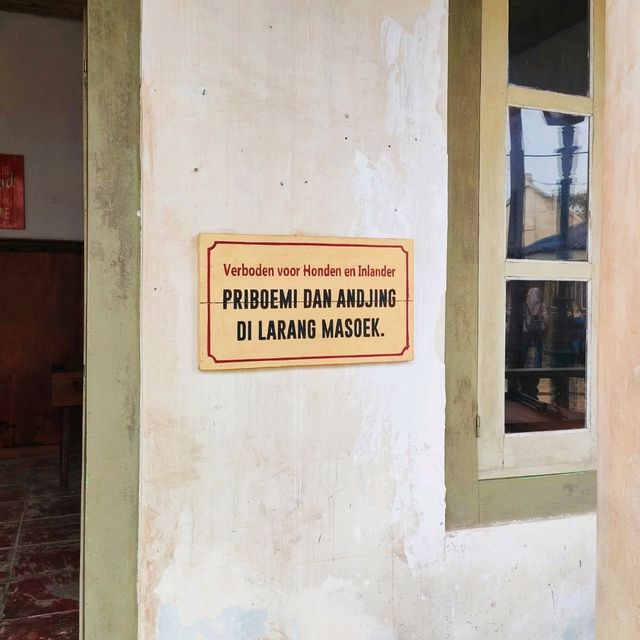 Verboden voor Honden en Inlander
PRIBOEMI DAN ANDJING
DI LARANG MASOEK.